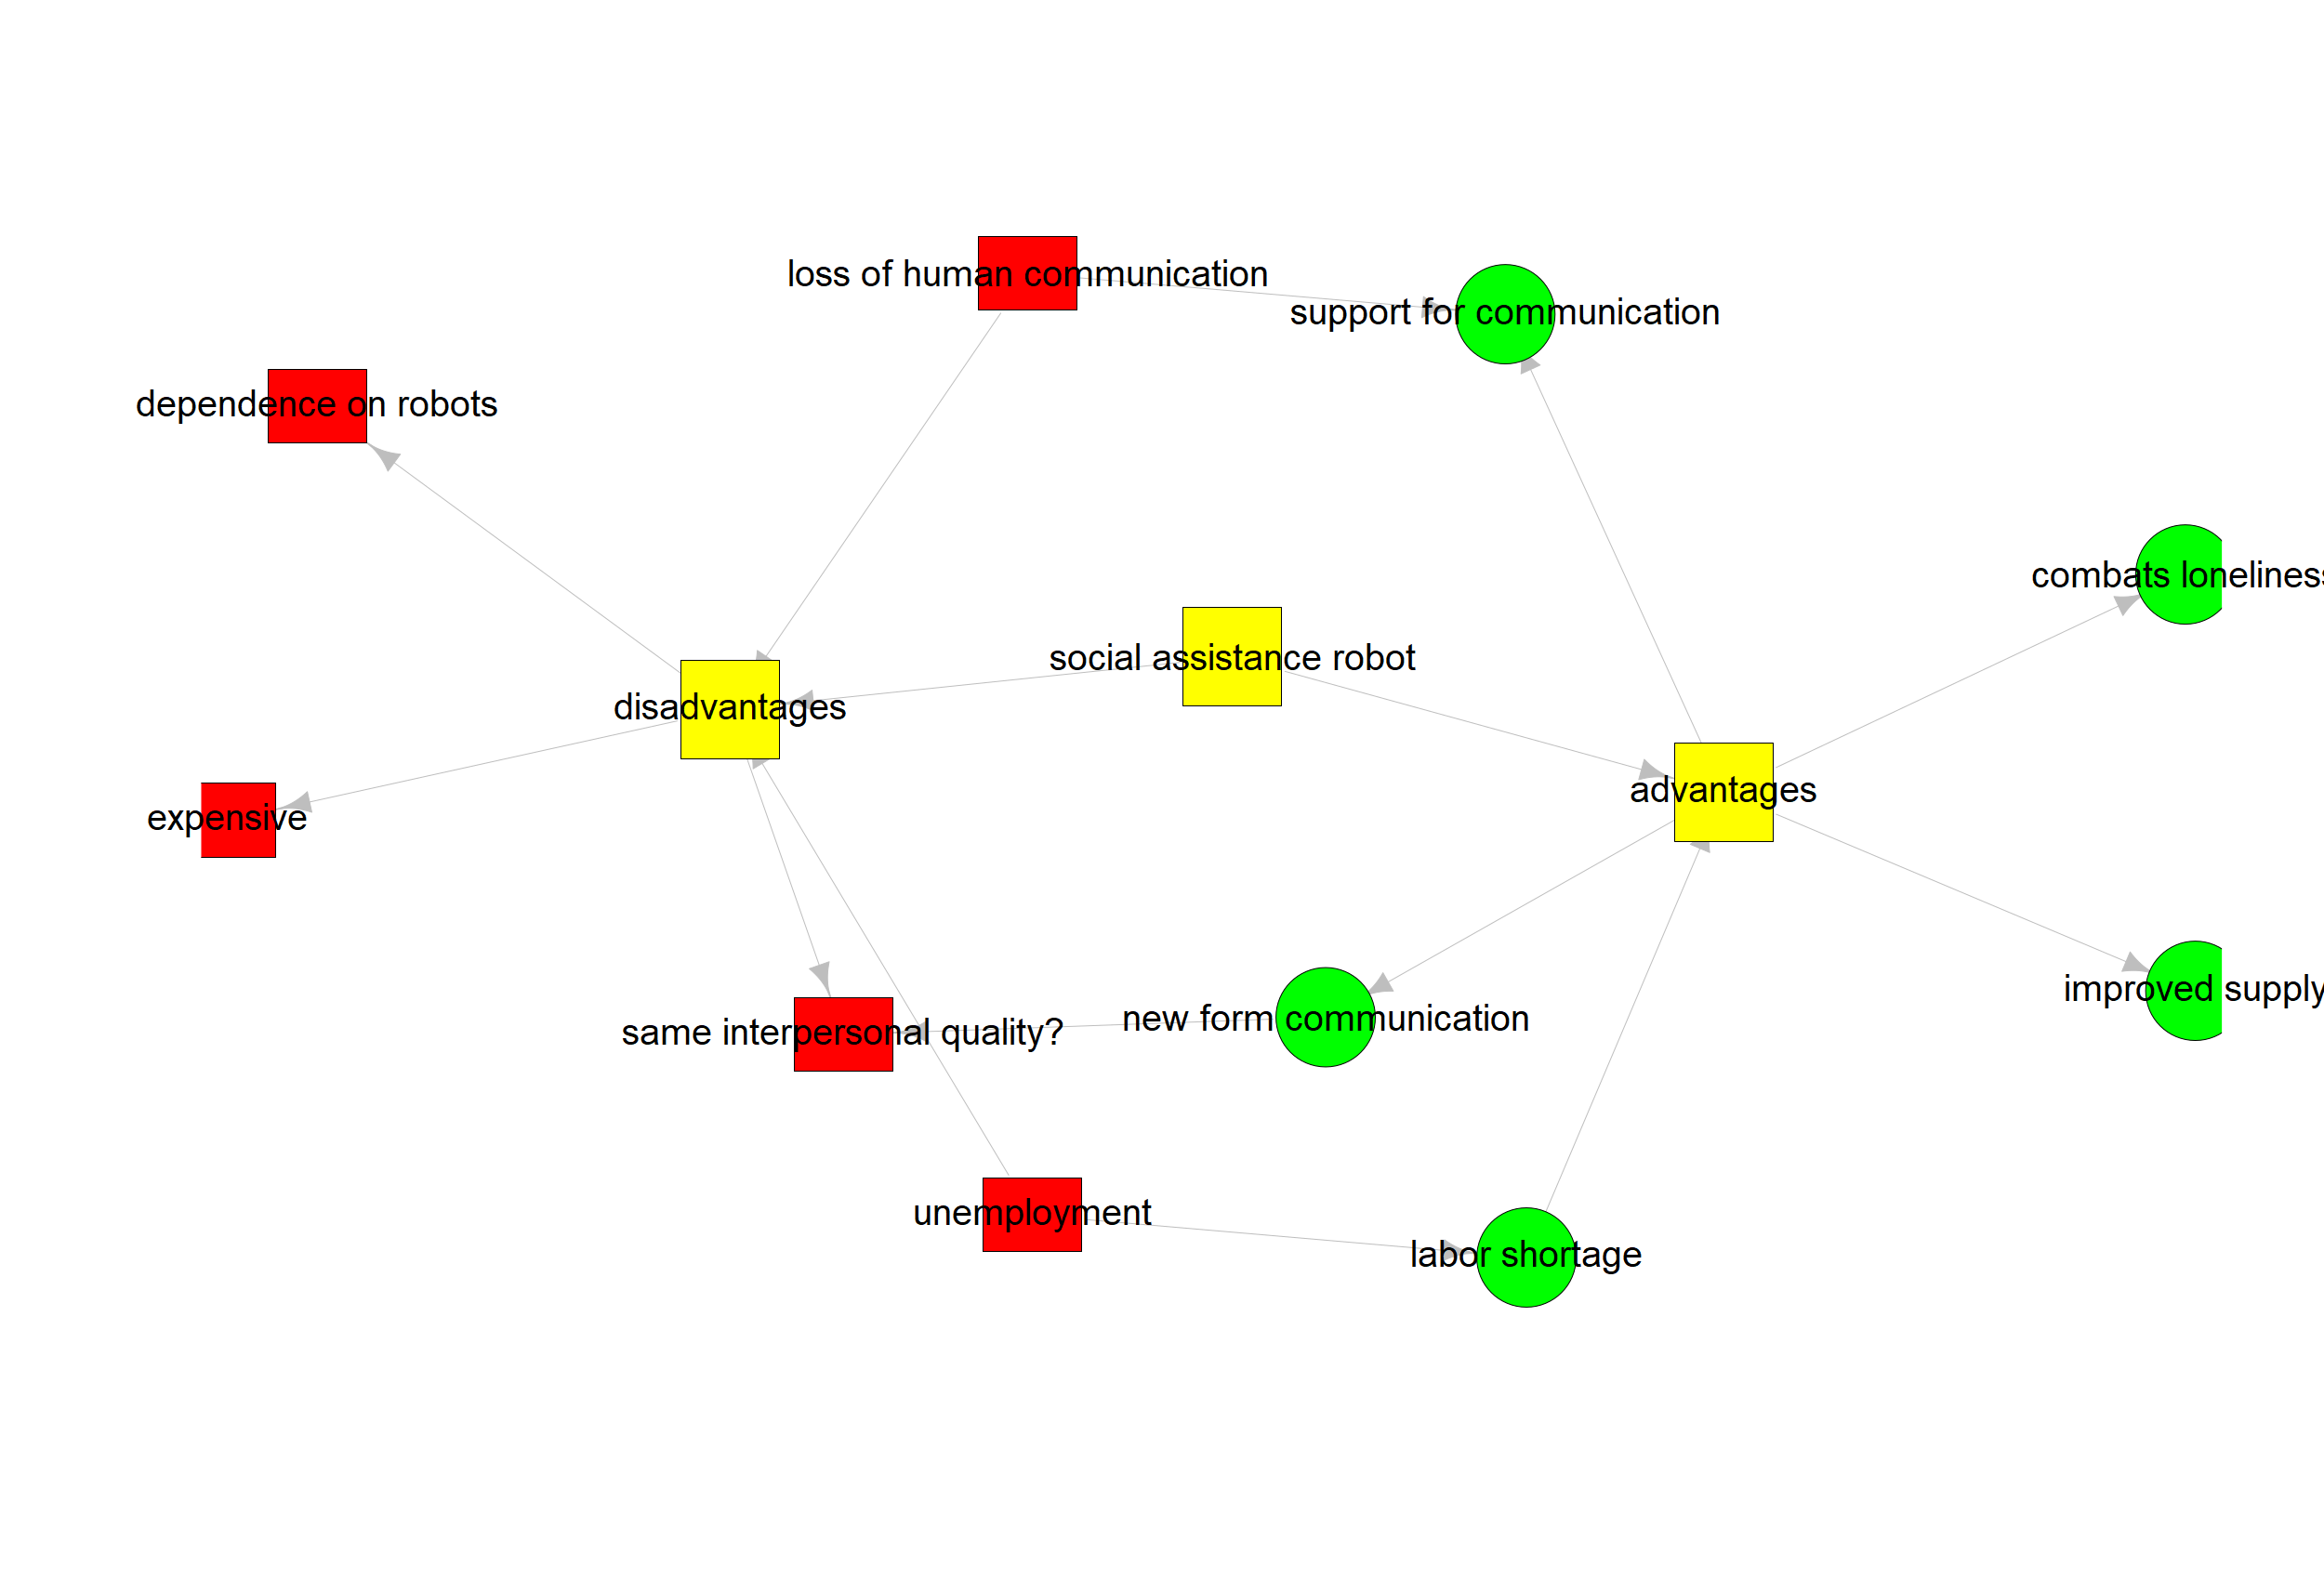 loss of human communication
support for communication
dependence on robots
combats loneliness
social assistance robot
disadvantages
advantages
expensive
improved supply
new form communication
same interpersonal quality?
unemployment
labor shortage